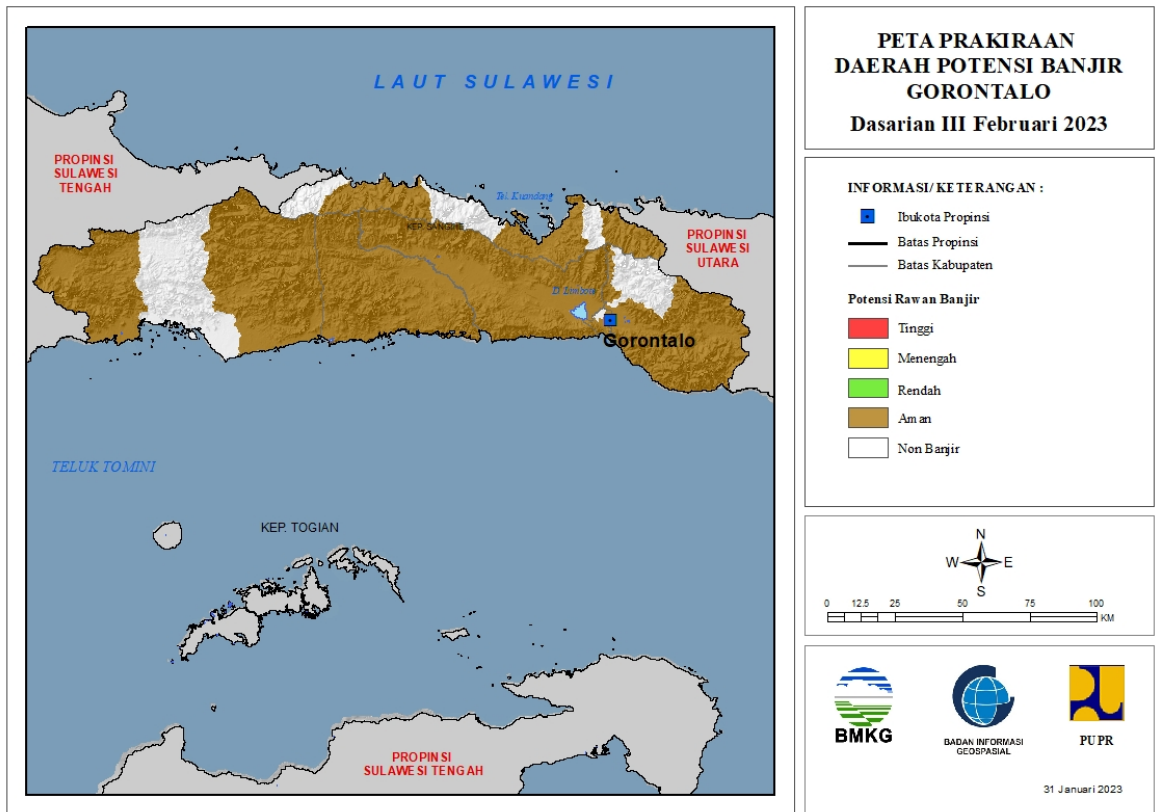 LAUT SULAWESI
PROPINSI
SULAWESI
TENGAH
Tel. Kuandang
KEP. SANGIHE
PROPINSI
SULAWESI
UTARA
D. Limboto
Gorontalo
TELUK TOMINI
KEP. TOGIAN
PROPINSI
SULAWESI TENGAH
PETA PRAKIRAAN
DAERAH POTENSI BANJIR
GORONTALO
Dasarian III Februari 2023
INFORMASI/ KETERANGAN :
Ibukota Propinsi
Batas Propinsi
Batas Kabupaten
Potensi Rawan Banjir
Tinggi
Menengah
Rendah
Aman
Non Banjir
N
W E
S
0 12.5 25 50 75 100
KM
BMKG
BADAN INFORMASI
GEOSPASIAL
PUPR
31 Januari 2023